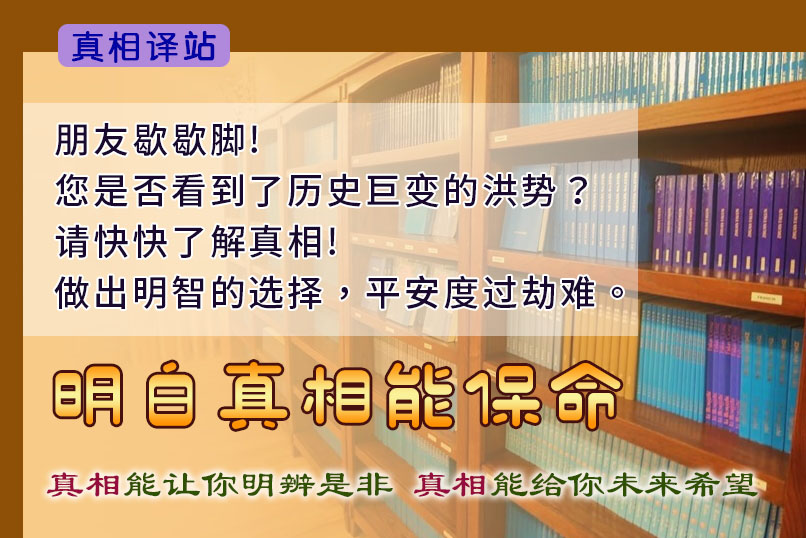 真相译站
朋友歇歇脚!
您是否看到了历史巨变的洪势？
请快快了解真相!
做出明智的选择，平安度过劫难。
明自真相能保命
真相能让你明辨是非 真相能给你未来希望